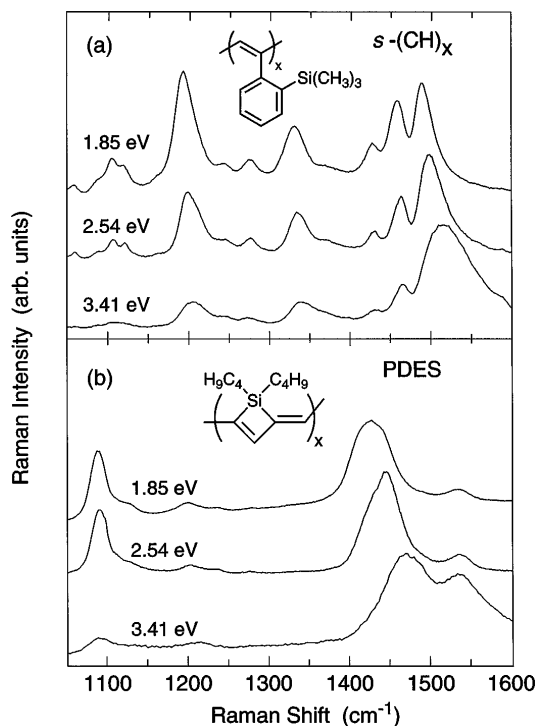 (a)
s -(CH)x
x
Si(CH3)3
1.85 eV
2.54 eV
3.41 eV
Raman Intensity (arb. units)
(b)
PDES
H9C4
C4H9
Si
x
1.85 eV
2.54 eV
3.41 eV
1100 1200 1300 1400 1500 1600
Raman Shift (cm-1)